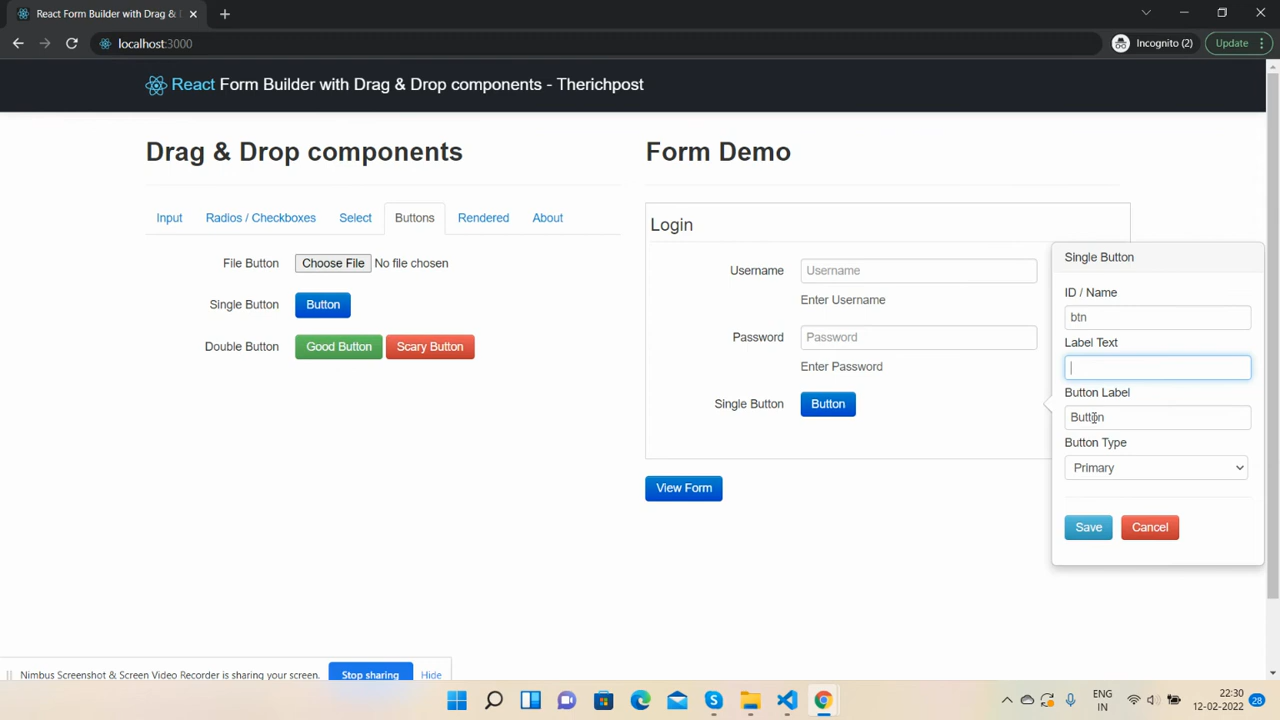 React Form Builder with Drag & 
localhost:3000
Incognito (2)
Update
React Form Builder with Drag & Drop components - Therichpost
Drag & Drop components
Input
Radios / Checkboxes
Select
Buttons
Rendered
About
File Button
Choose File
No file chosen
Single Button
Button
Double Button
Good Button
Scary Button
Form Demo
Login
Username
Username
Enter Username
Password
Password
Enter Password
Single Button
Button
View Form
Single Button
ID / Name
btn
Label Text
Button Label
Button
Button Type
Primary
Save
Cancel
Nimbus Screenshot & Screen Video Recorder is sharing your screen.
Stop sharing
Hide
ENG
IN
22:30
12-02-2022
28